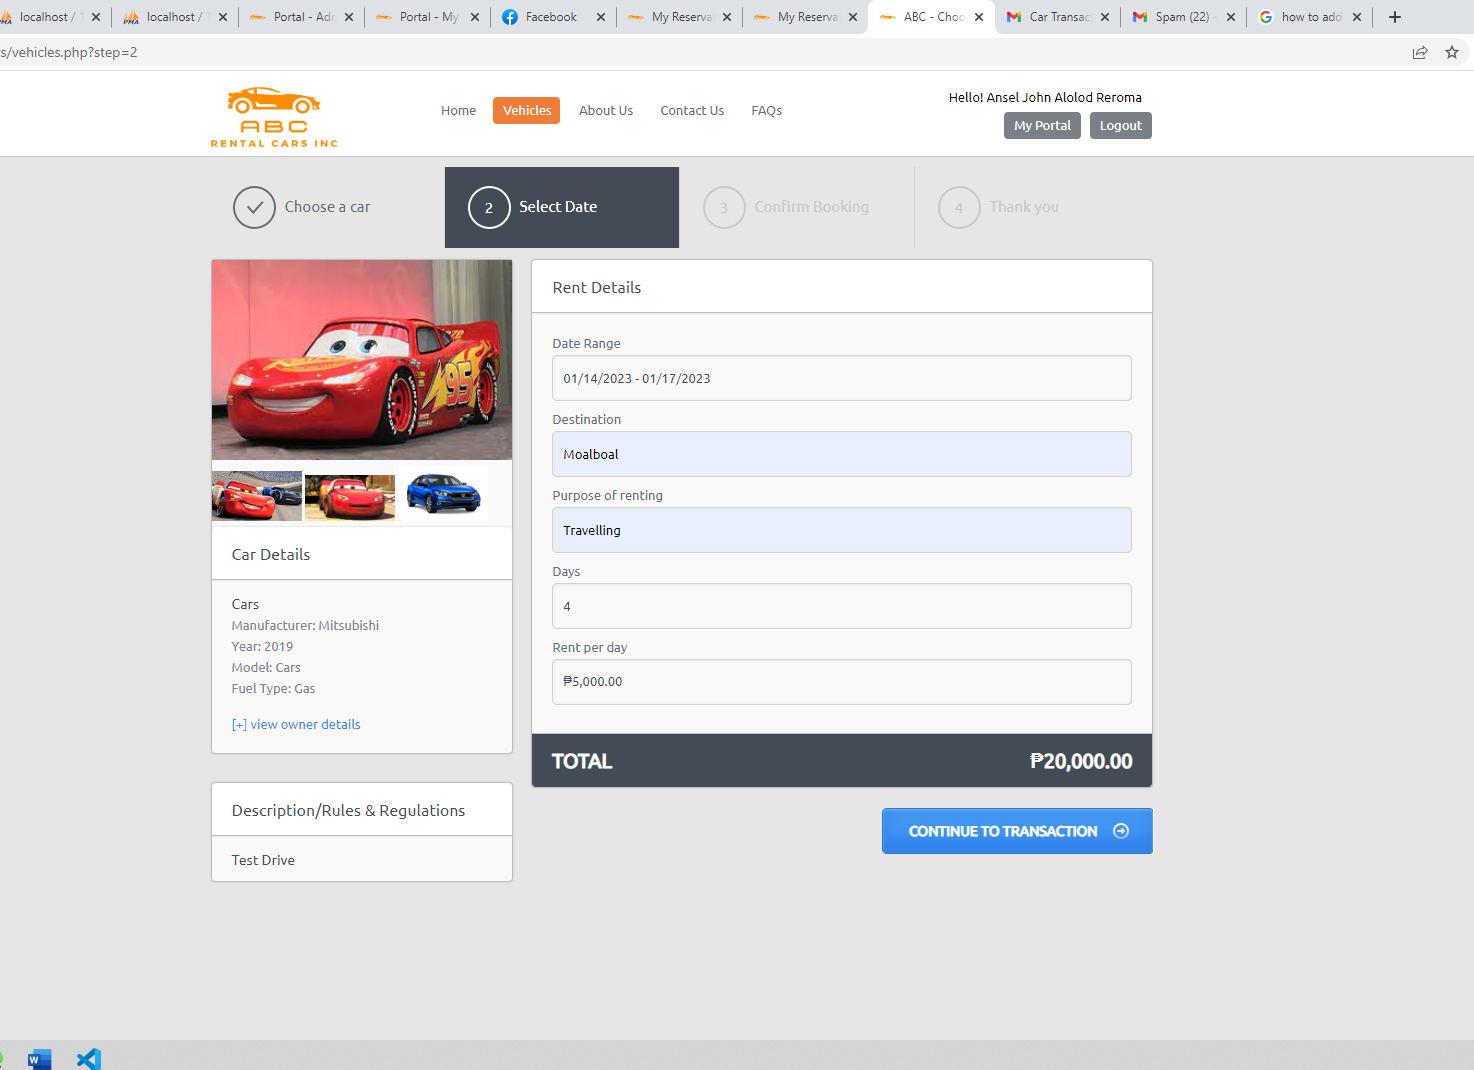 localhost /
localhost /
Portal - Adm
Portal - My
Facebook
My Reserva
My Reserva
ABC - Choo
Car Transac
Spam (22) -
how to add
s/vehicles.php?step=2
ABC
RENTAL CARS INC
Home
Vehicles
About Us
Contact Us
FAQs
Hello! Ansel John Alolod Reroma
My Portal
Logout
Choose a car
2
Select Date
3
Confirm Booking
4
Thank you
95
Car Details
Cars
Manufacturer: Mitsubishi
Year: 2019
Model: Cars
Fuel Type: Gas
[+] view owner details
Description/Rules & Regulations
Test Drive
Rent Details
Date Range
01/14/2023 - 01/17/2023
Destination
Moalboal
Purpose of renting
Travelling
Days
4
Rent per day
₱5,000.00
TOTAL ₱20,000.00
CONTINUE TO TRANSACTION